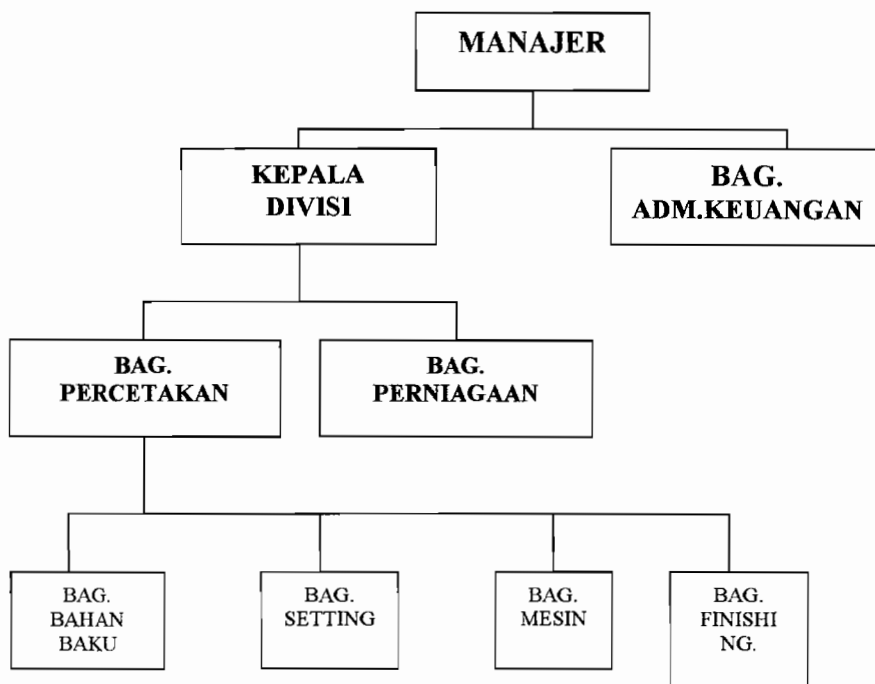 MANAJER
KEPALA
DIVISI
BAG.
ADM.KEUANGAN
BAG.
PERCETAKAN
BAG.
PERNIAGAAN
BAG.
BAHAN
BAKU
BAG.
SETTING
BAG.
MESIN
BAG.
FINISHI
NG.